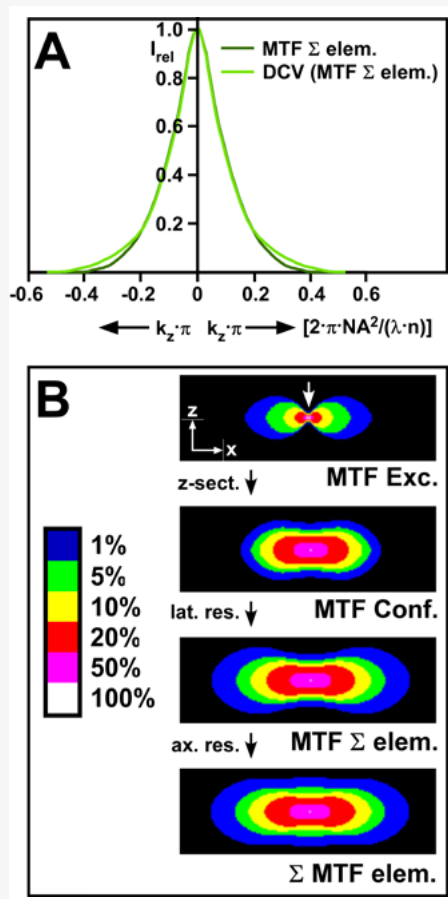 A
1.0
I_rel
MTF Σ elem.
DCV (MTF Σ elem.)
0.8
0.6
0.4
0.2
-0.6 -0.4 -0.2 0 0.2 0.4 0.6
← k_z·π k_z·π → [2·π·NA²/(λ·n)]
B
z
x
z-sect. ↓ MTF Exc.
1%
5%
10%
20%
50%
100%
lat. res. ↓ MTF Conf.
ax. res. ↓ MTF Σ elem.
Σ MTF elem.